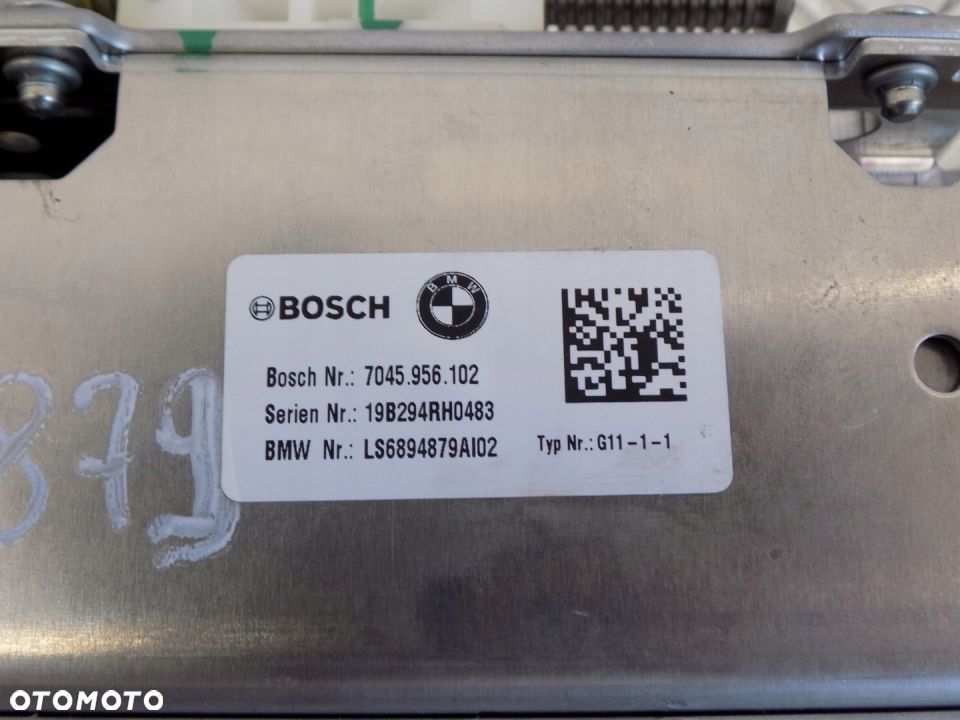 BOSCH
BMW
Bosch Nr.: 7045.956.102
Serien Nr.: 19B294RH0483
BMW Nr.: LS6894879AI02
Typ Nr.: G11-1-1
879
OTOMOTO